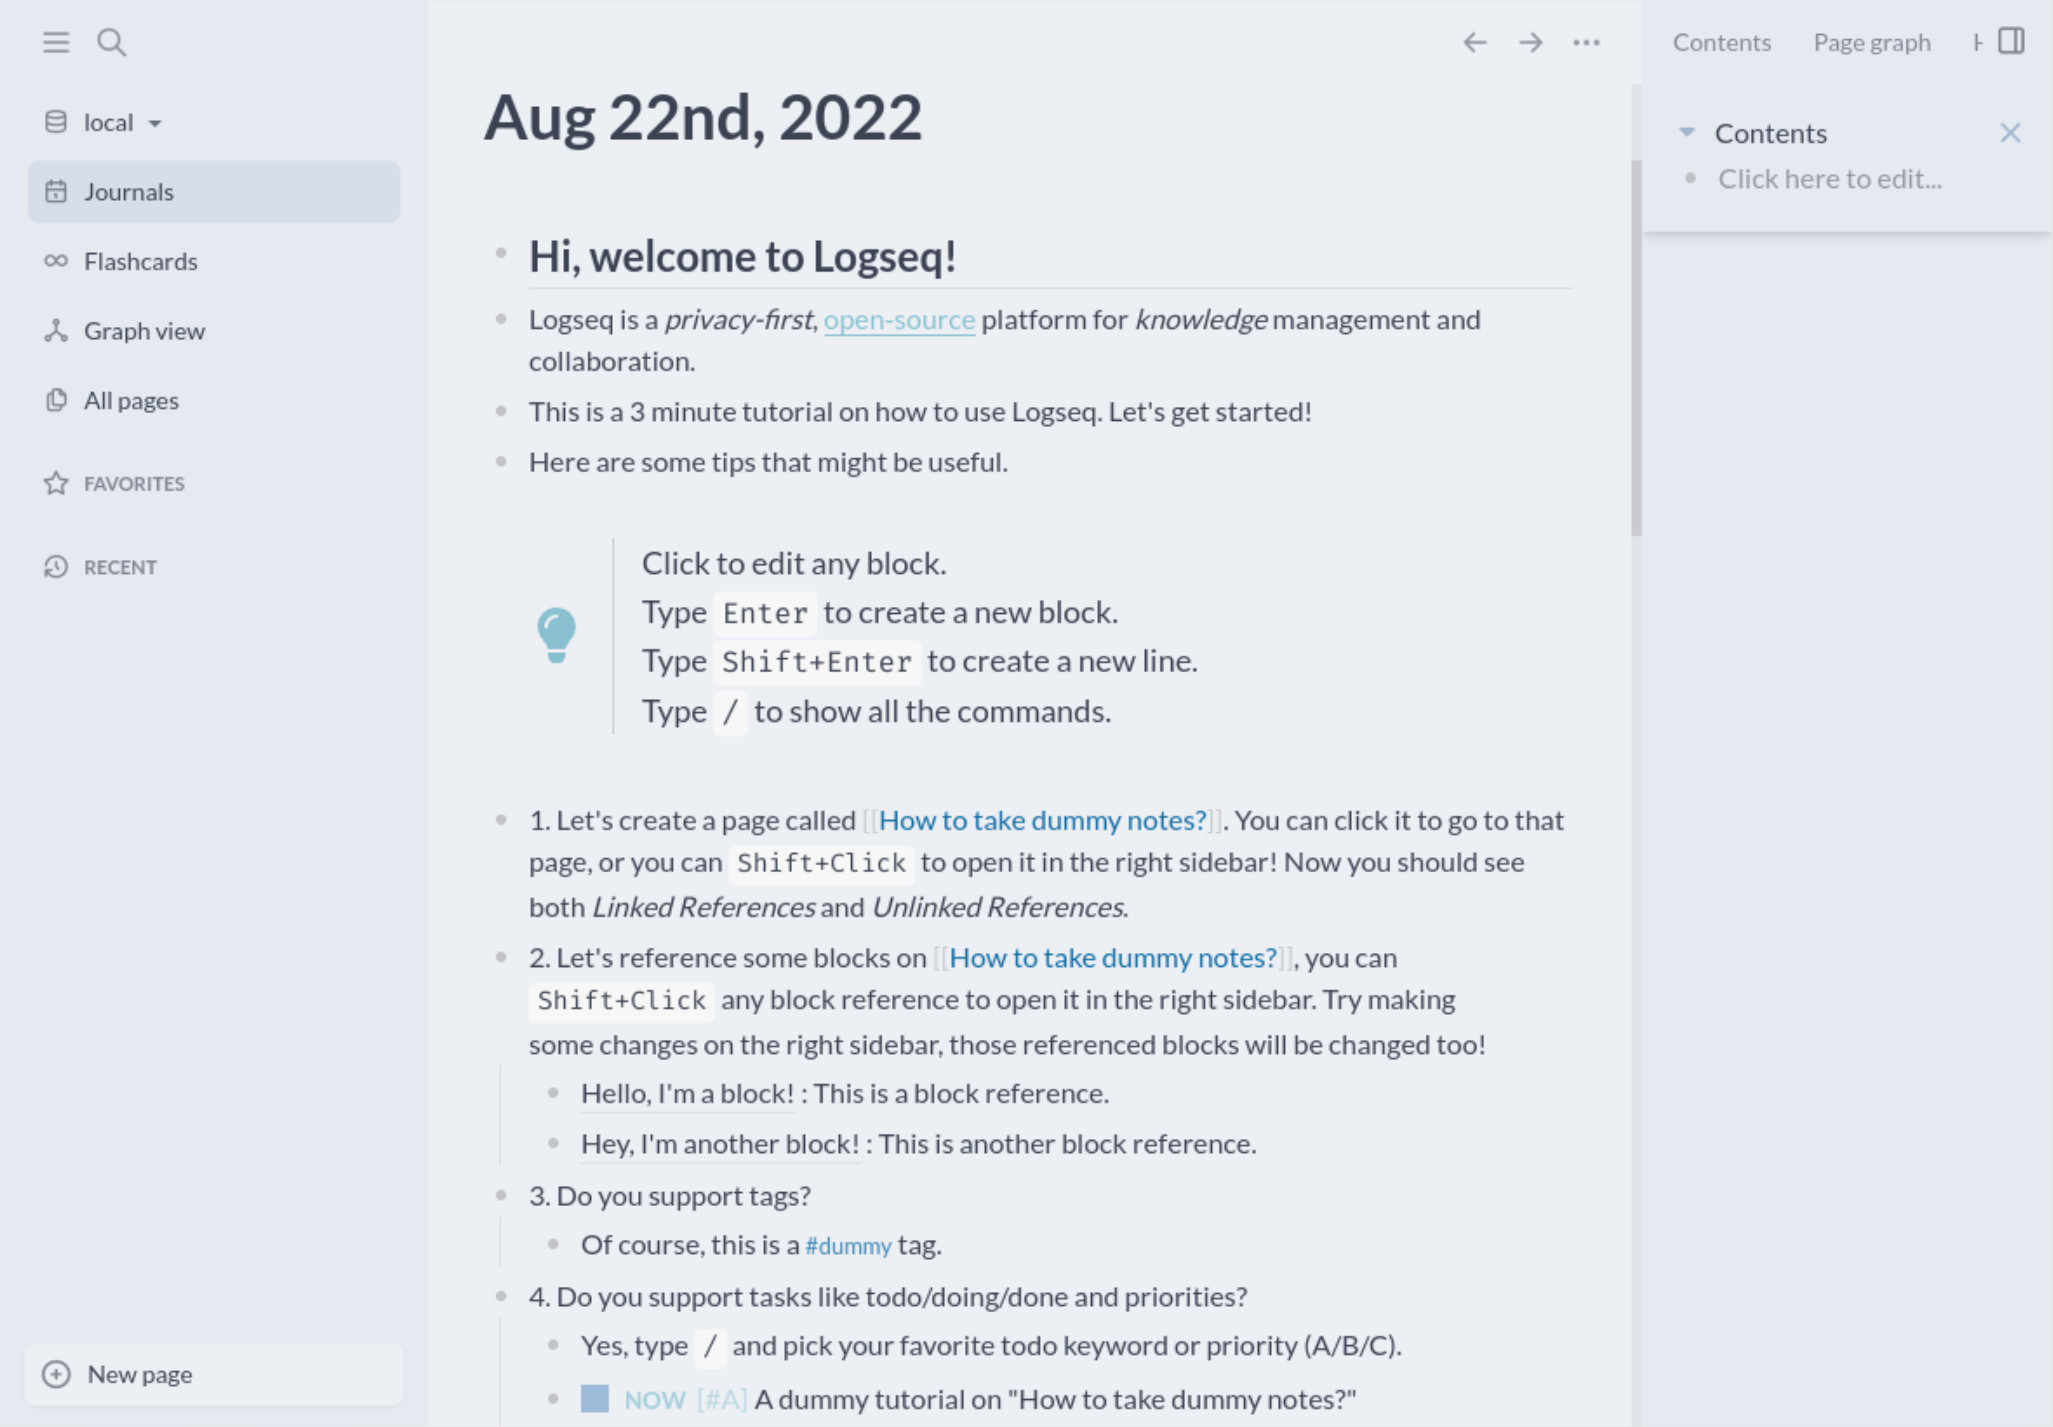 local
Journals
Flashcards
Graph view
All pages
FAVORITES
RECENT
New page
Aug 22nd, 2022
Hi, welcome to Logseq!
Logseq is a privacy-first, open-source platform for knowledge management and
collaboration.
This is a 3 minute tutorial on how to use Logseq. Let's get started!
Here are some tips that might be useful.
Click to edit any block.
Type Enter to create a new block.
Type Shift+Enter to create a new line.
Type / to show all the commands.
1. Let's create a page called [[How to take dummy notes?]]. You can click it to go to that
page, or you can Shift+Click to open it in the right sidebar! Now you should see
both Linked References and Unlinked References.
2. Let's reference some blocks on [[How to take dummy notes?]], you can
Shift+Click any block reference to open it in the right sidebar. Try making
some changes on the right sidebar, those referenced blocks will be changed too!
Hello, I'm a block! : This is a block reference.
Hey, I'm another block! : This is another block reference.
3. Do you support tags?
Of course, this is a #dummy tag.
4. Do you support tasks like todo/doing/done and priorities?
Yes, type / and pick your favorite todo keyword or priority (A/B/C).
NOW [#A] A dummy tutorial on "How to take dummy notes?"
Contents Page graph
Contents
Click here to edit...